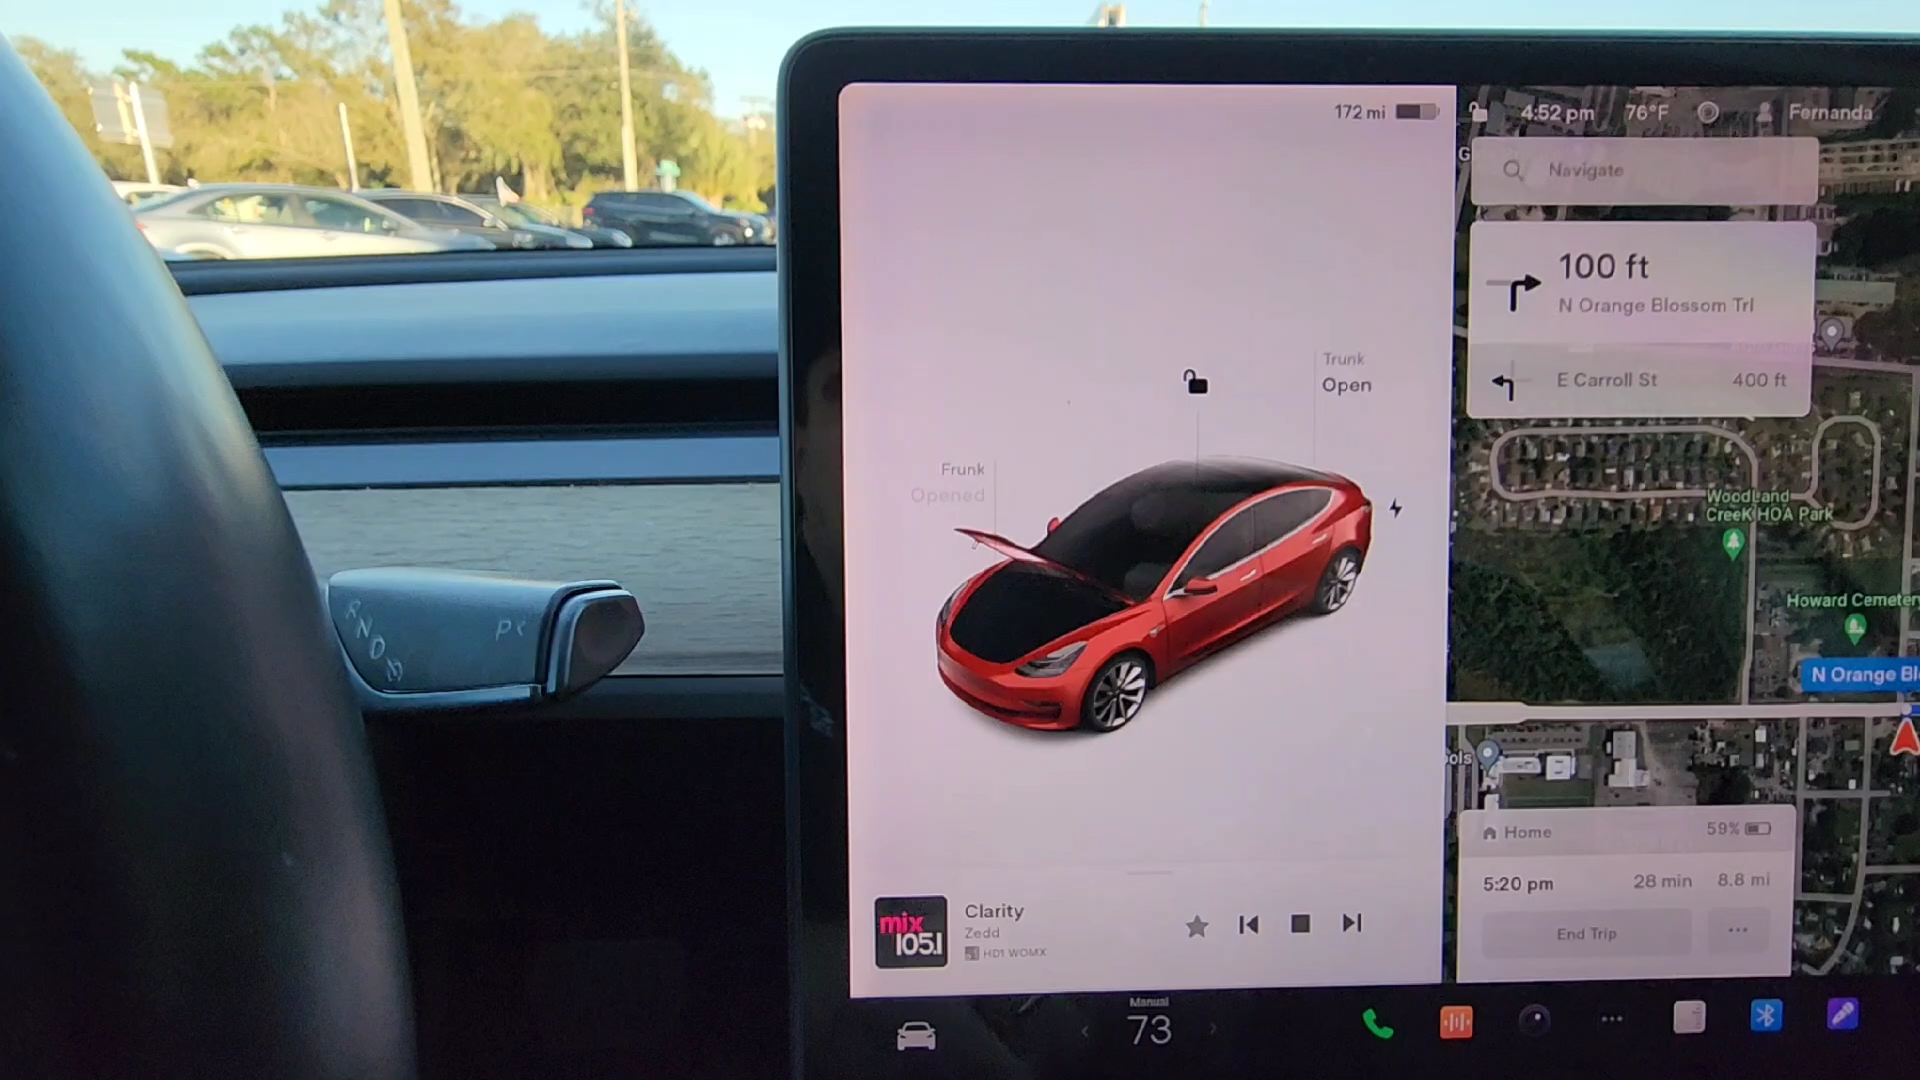 172 mi
4:52 pm 76°F Fernanda
Navigate
100 ft
N Orange Blossom Trl
E Carroll St 400 ft
Trunk
Open
Frunk
Opened
Woodland
Creek HOA Park
Howard Cemeter
N Orange Bl
ools
G
R
N
D
P
Home 59%
5:20 pm 28 min 8.8 mi
End Trip
mix
105.1
Clarity
Zedd
HD1 WOMX
Manual
73